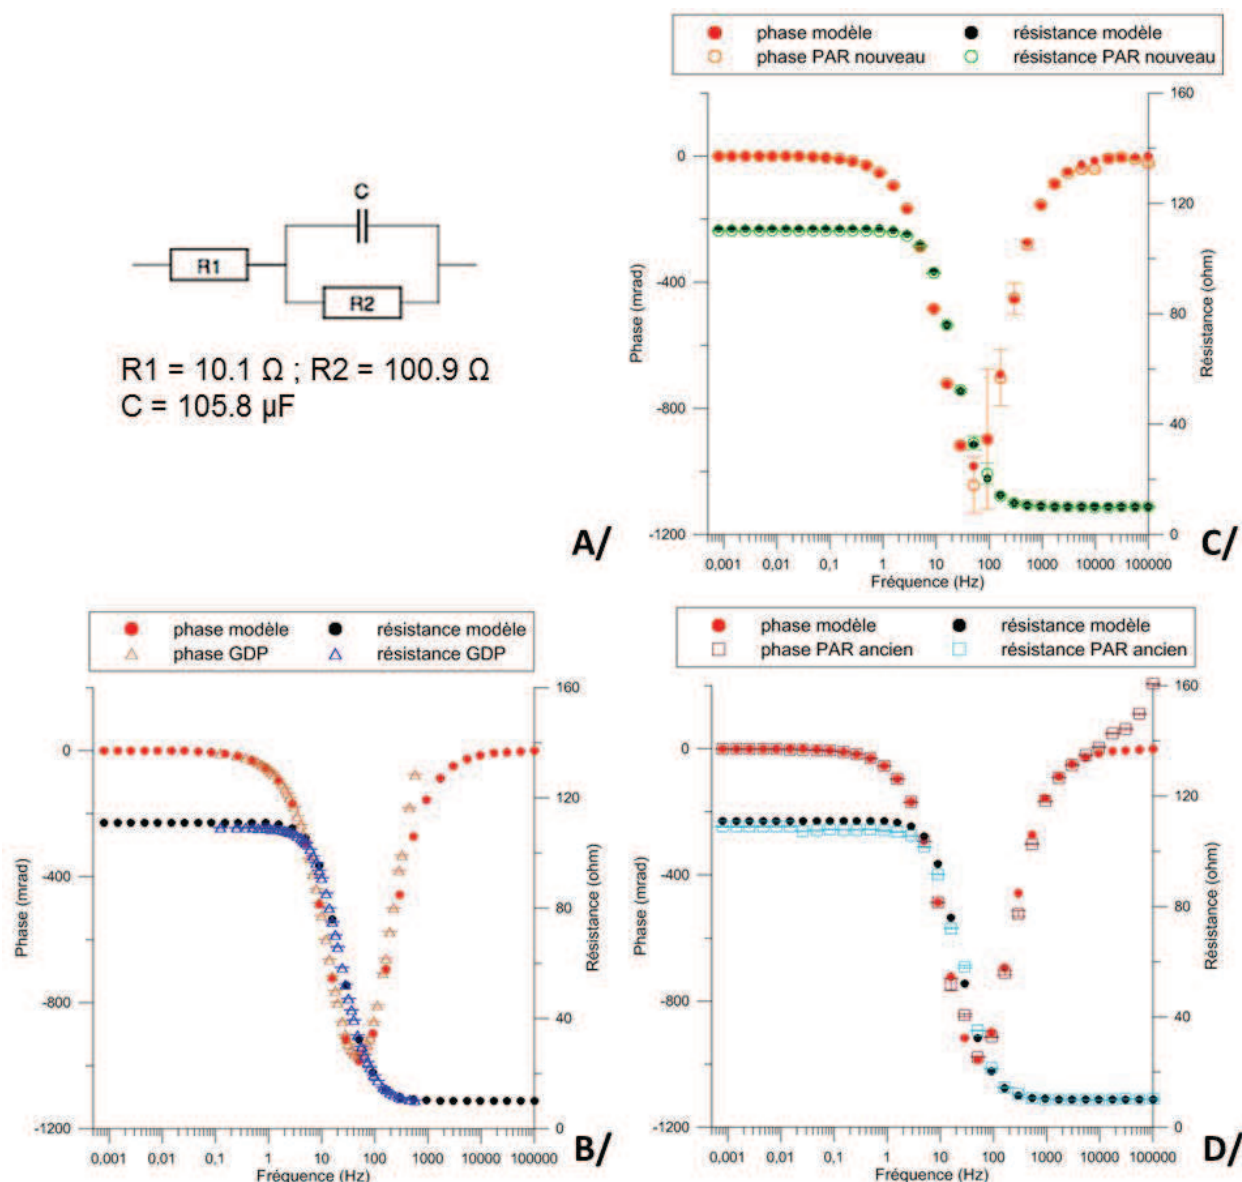 C
R1
R2
R1 = 10.1 Ω ; R2 = 100.9 Ω
C = 105.8 µF
A/
phase modèle
résistance modèle
phase PAR nouveau
résistance PAR nouveau
0
-400
-800
-1200
Phase (mrad)
160
120
80
40
0
Résistance (ohm)
0,001
0,1
1
10
100
1000
10000
100000
Fréquence (Hz)
C/
phase modèle
résistance modèle
phase GDP
résistance GDP
0
-400
-800
-1200
Phase (mrad)
160
120
80
40
0
Résistance (ohm)
0,001
0,1
1
10
100
1000
10000
100000
Fréquence (Hz)
B/
phase modèle
résistance modèle
phase PAR ancien
résistance PAR ancien
0
-400
-800
-1200
Phase (mrad)
160
120
80
40
0
Résistance (ohm)
0,001
0,1
1
10
100
1000
10000
100000
Fréquence (Hz)
D/